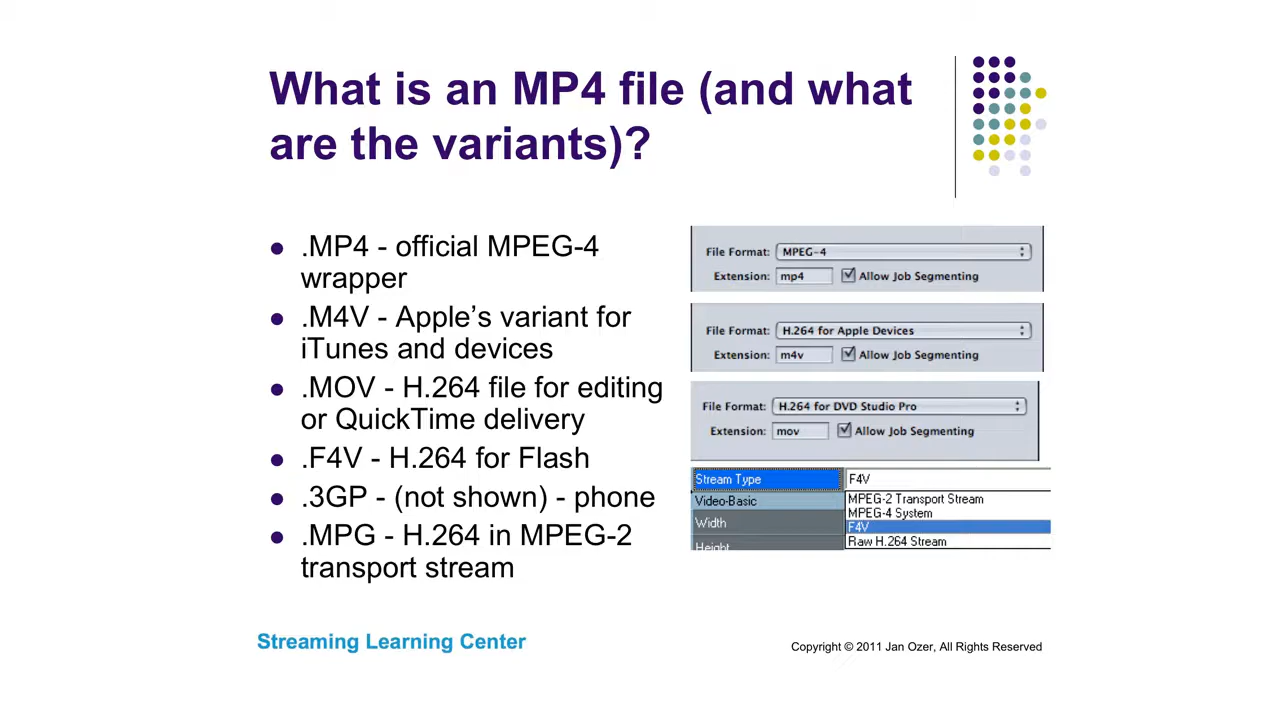 What is an MP4 file (and what
are the variants)?
.MP4 - official MPEG-4
wrapper
.M4V - Apple's variant for
iTunes and devices
.MOV - H.264 file for editing
or QuickTime delivery
.F4V - H.264 for Flash
.3GP - (not shown) - phone
.MPG - H.264 in MPEG-2
transport stream
File Format: MPEG-4
Extension: mp4 Allow Job Segmenting
File Format: H.264 for Apple Devices
Extension: m4v Allow Job Segmenting
File Format: H.264 for DVD Studio Pro
Extension: mov Allow Job Segmenting
Stream Type F4V
Video-Basic MPEG-2 Transport Stream
MPEG-4 System
Width F4V
Height Raw H.264 Stream
Streaming Learning Center
Copyright © 2011 Jan Ozer, All Rights Reserved